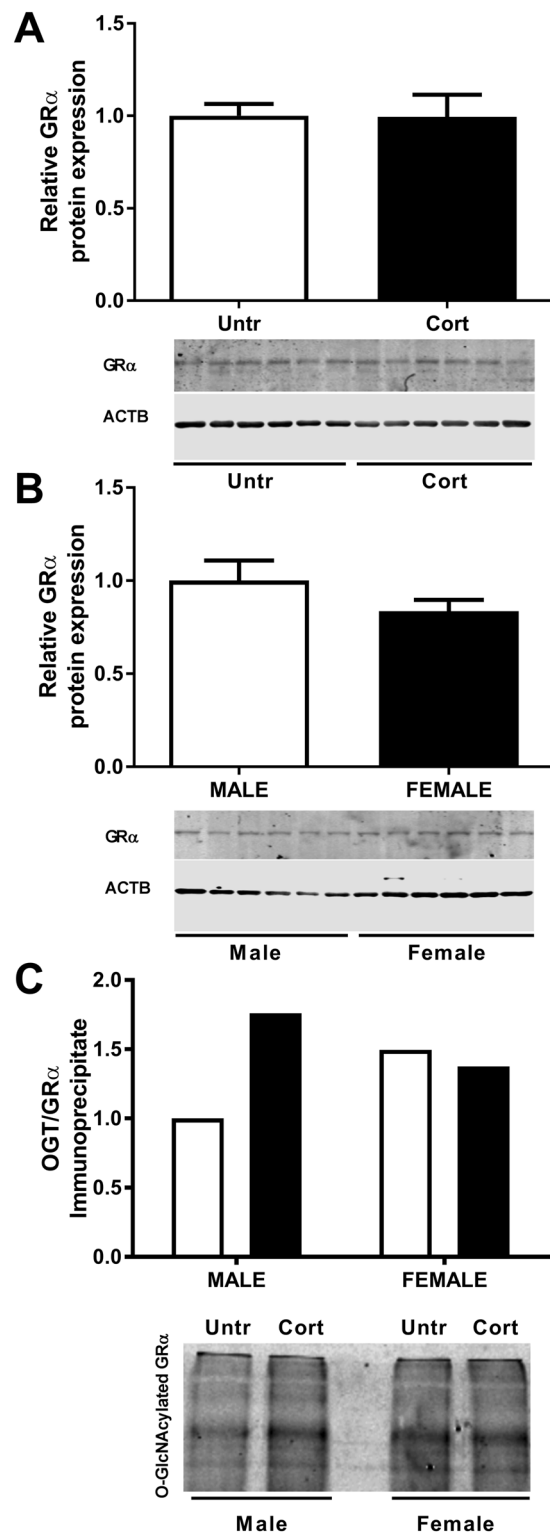 A
Relative GRα
protein expression
1.5
1.0
0.5
0.0
Untr
Cort
GRα
ACTB
Untr
Cort
B
Relative GRα
protein expression
1.5
1.0
0.5
0.0
MALE
FEMALE
GRα
ACTB
Male
Female
C
OGT/GRα
Immunoprecipitate
2.0
1.5
1.0
0.5
0.0
MALE
FEMALE
O-GlcNAcylated GRα
Untr
Cort
Untr
Cort
Male
Female